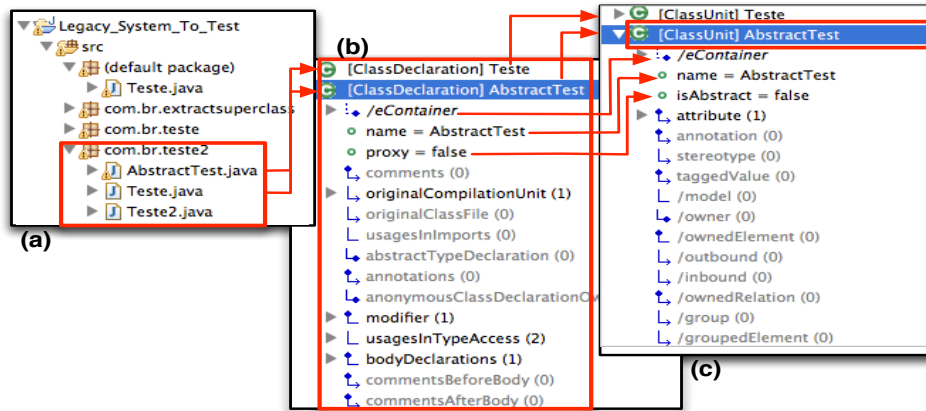 Legacy_System_To_Test
src
(default package)
Teste.java
com.br.extractsuperclass
com.br.teste
com.br.teste2
AbstractTest.java
Teste.java
Teste2.java
(a)
(b)
[ClassDeclaration] Teste
[ClassDeclaration] AbstractTest
/eContainer
name = AbstractTest
proxy = false
comments (0)
originalCompilationUnit (1)
originalClassFile (0)
usagesInImports (0)
abstractTypeDeclaration (0)
annotations (0)
anonymousClassDeclarationOv
modifier (1)
usagesInTypeAccess (2)
bodyDeclarations (1)
commentsBeforeBody (0)
commentsAfterBody (0)
[ClassUnit] Teste
[ClassUnit] AbstractTest
/eContainer
name = AbstractTest
isAbstract = false
attribute (1)
annotation (0)
stereotype (0)
taggedValue (0)
/model (0)
/owner (0)
/ownedElement (0)
/outbound (0)
/inbound (0)
/ownedRelation (0)
/group (0)
/groupedElement (0)
(c)